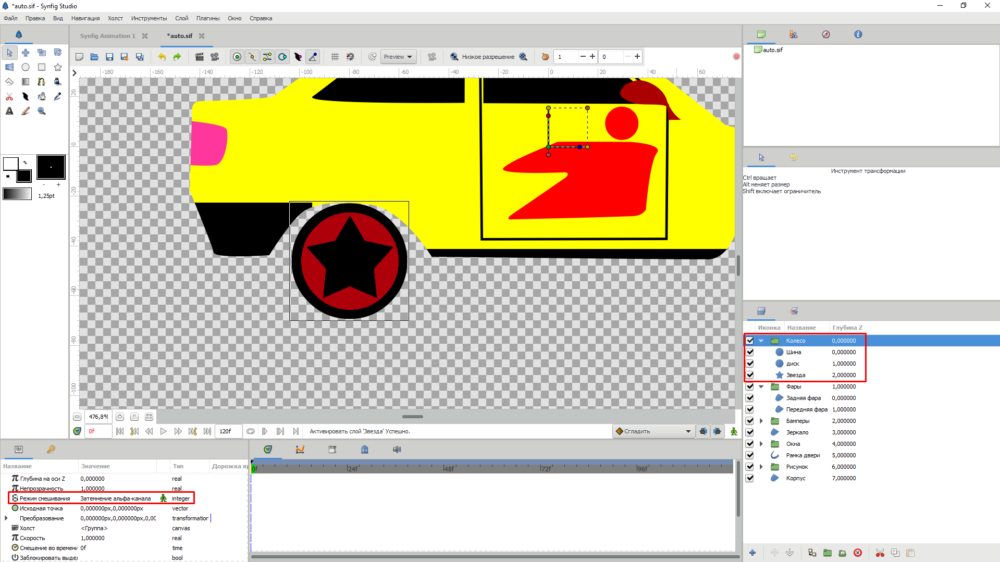 *auto.sif - Synfig Studio
Файл Правка Вид Навигация Холст Инструменты Слой Плагины Окно Справка
Synfig Animation 1 *auto.sif
Preview Низкое разрешение 1 0
-180 -160 -140 -120 -100 -80 -60 -40 -20 0 20 40 60
20
0
-20
-40
-60
-80
-100
1,25pt
auto.sif
Инструмент трансформации
Ctrl вращает
Alt меняет размер
Shift включает ограничитель
Иконка Название Глубина Z
Колесо 0,000000
Шина 0,000000
диск 1,000000
Звезда 2,000000
Фары 1,000000
Задняя фара 0,000000
Передняя фара 1,000000
Бамперы 2,000000
Зеркало 3,000000
Окна 4,000000
Рамка двери 5,000000
Рисунок 6,000000
Корпус 7,000000
476,8%
0f 120f Активировать слой 'Звезда' Успешно. Сгладить
Название Значение Тип Дорожка в
Глубина на оси Z 0,000000 real
Непрозрачность 1,000000 real
Режим смешивания Затемнение альфа-канала integer
Исходная точка 0,000000px,0,000000px vector
Преобразование 0,000000px,0,000000px,0,00 transformation
Холст <Группа> canvas
Скорость 1,000000 real
Смещение во времени 0f time
Заблокировать выдел bool
0f 24f 48f 72f 96f